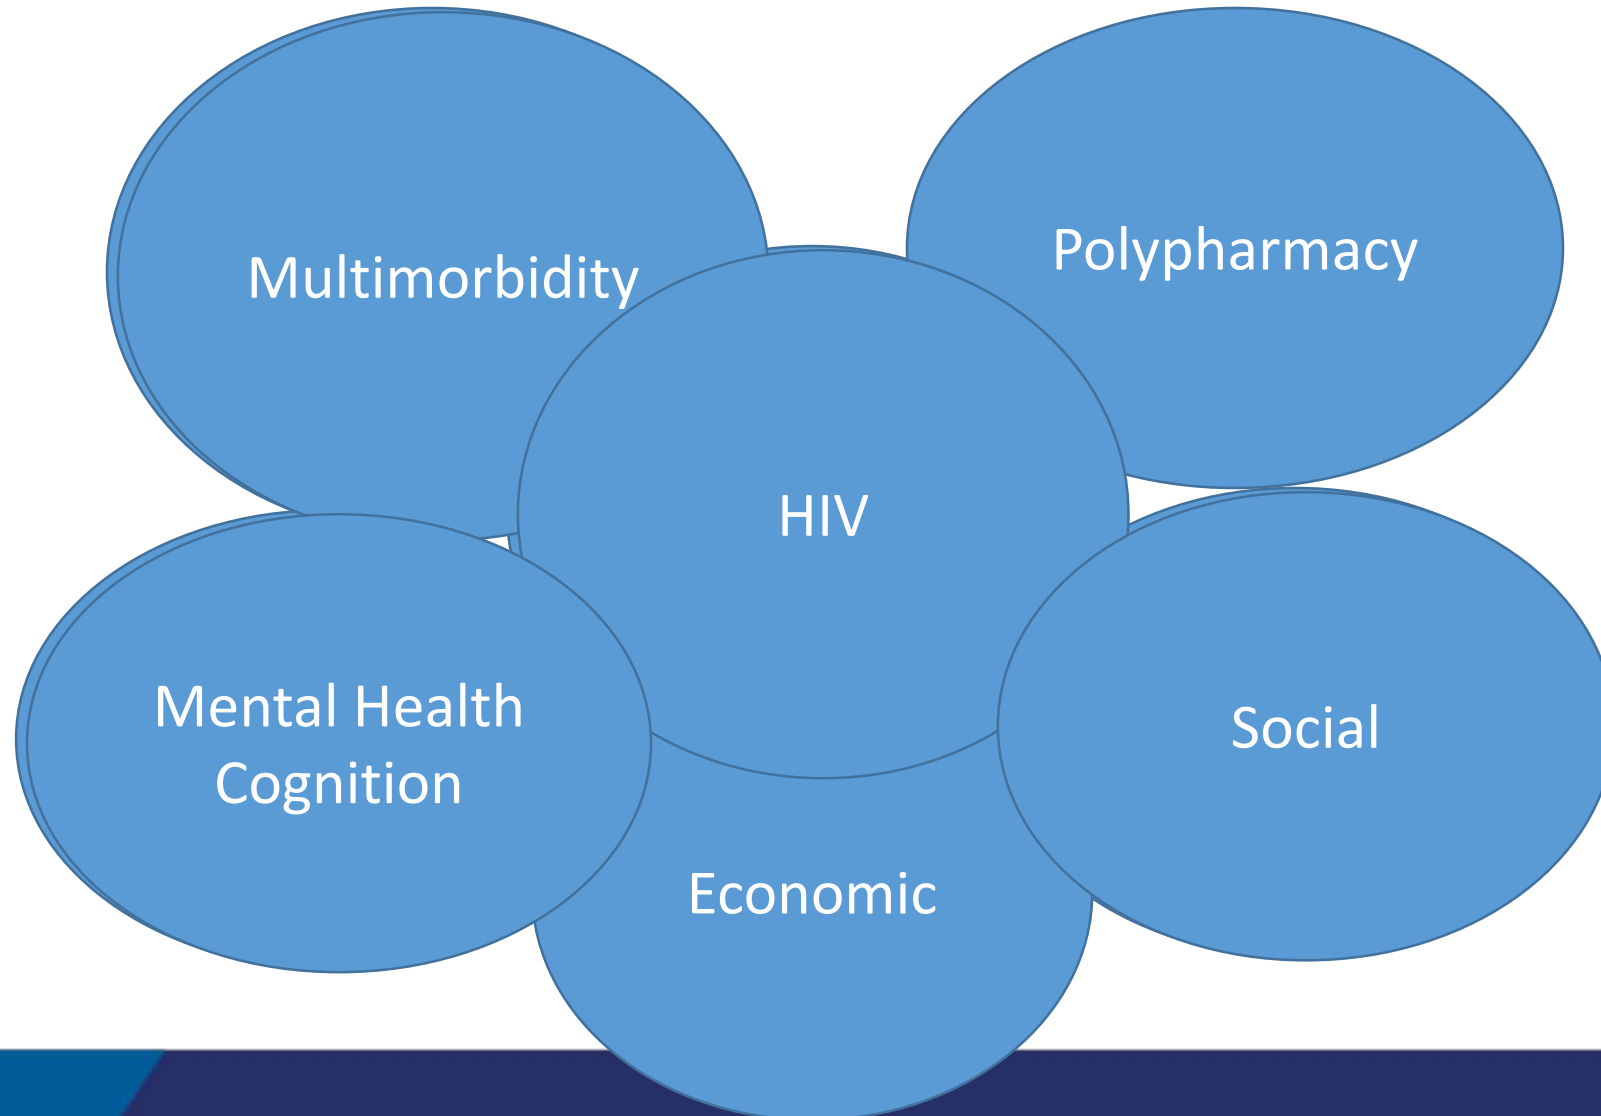 Multimorbidity
Polypharmacy
HIV
Mental Health
Cognition
Social
Economic